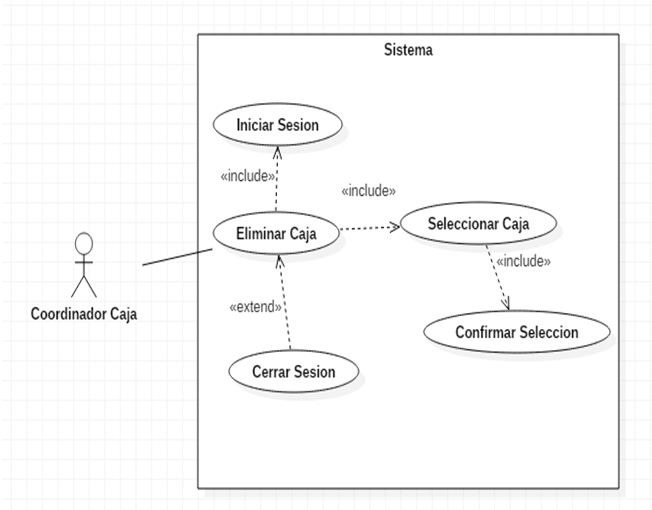 Sistema
Iniciar Sesion
«include»
«include»
Seleccionar Caja
Eliminar Caja
«include»
Coordinador Caja
«extend»
Confirmar Seleccion
Cerrar Sesion